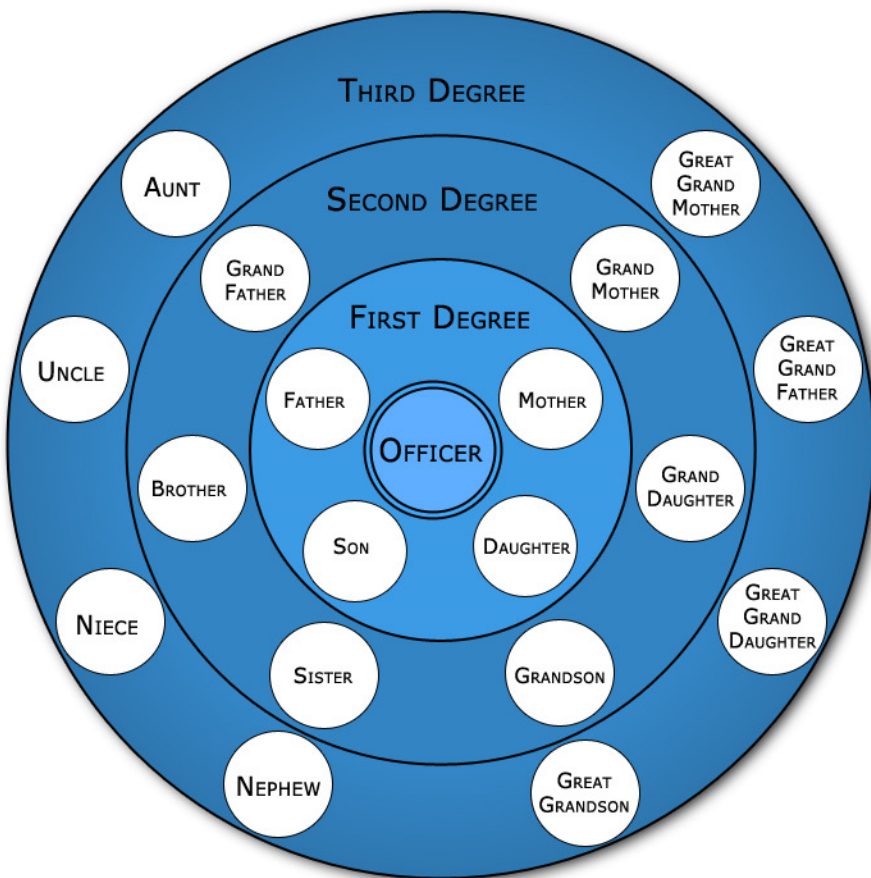 Third Degree
Aunt
Great
Grand
Mother
Second Degree
Grand
Father
Grand
Mother
First Degree
Uncle
Great
Grand
Father
Father
Mother
Officer
Brother
Grand
Daughter
Son
Daughter
Niece
Great
Grand
Daughter
Sister
Grandson
Nephew
Great
Grandson